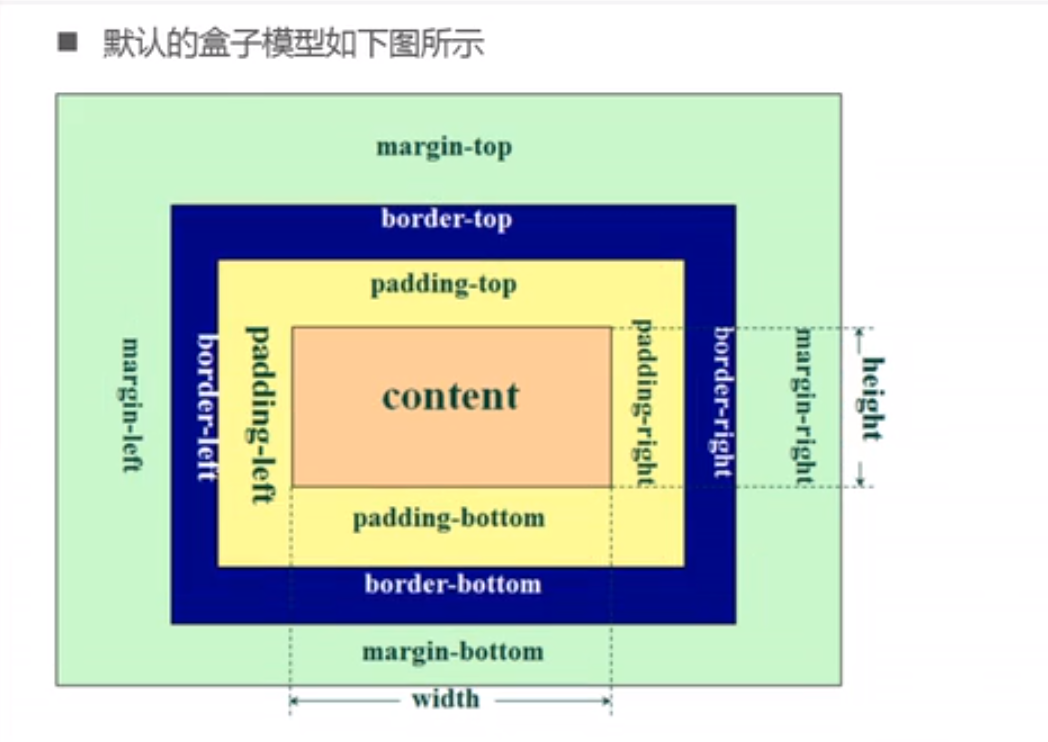 ■ 默认的盒子模型如下图所示
margin-top
border-top
padding-top
margin-left
border-left
padding-left
content
padding-right
border-right
margin-right
height
padding-bottom
border-bottom
margin-bottom
width